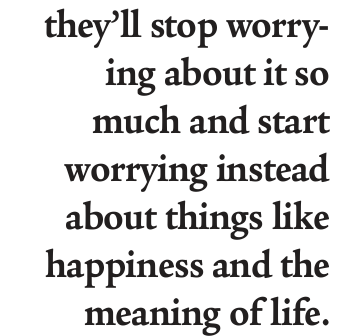 they’ll stop worry-
ing about it so
much and start
worrying instead
about things like
happiness and the
meaning of life.